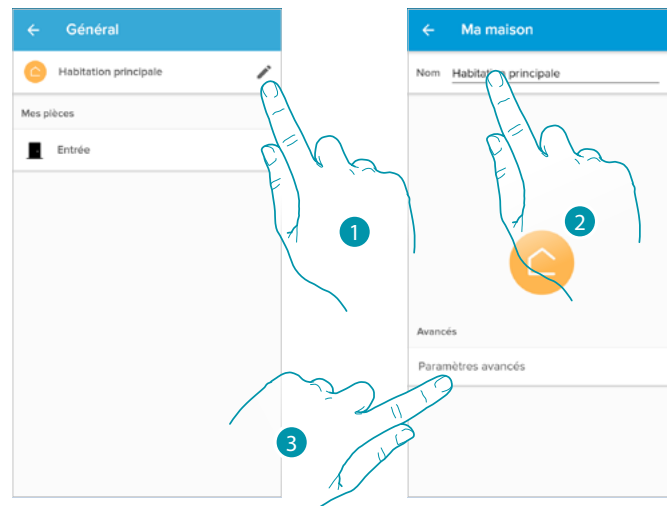 Général
Habitation principale
Mes pièces
Entrée
1
Ma maison
Nom Habitation principale
2
Avancés
Paramètres avancés
3